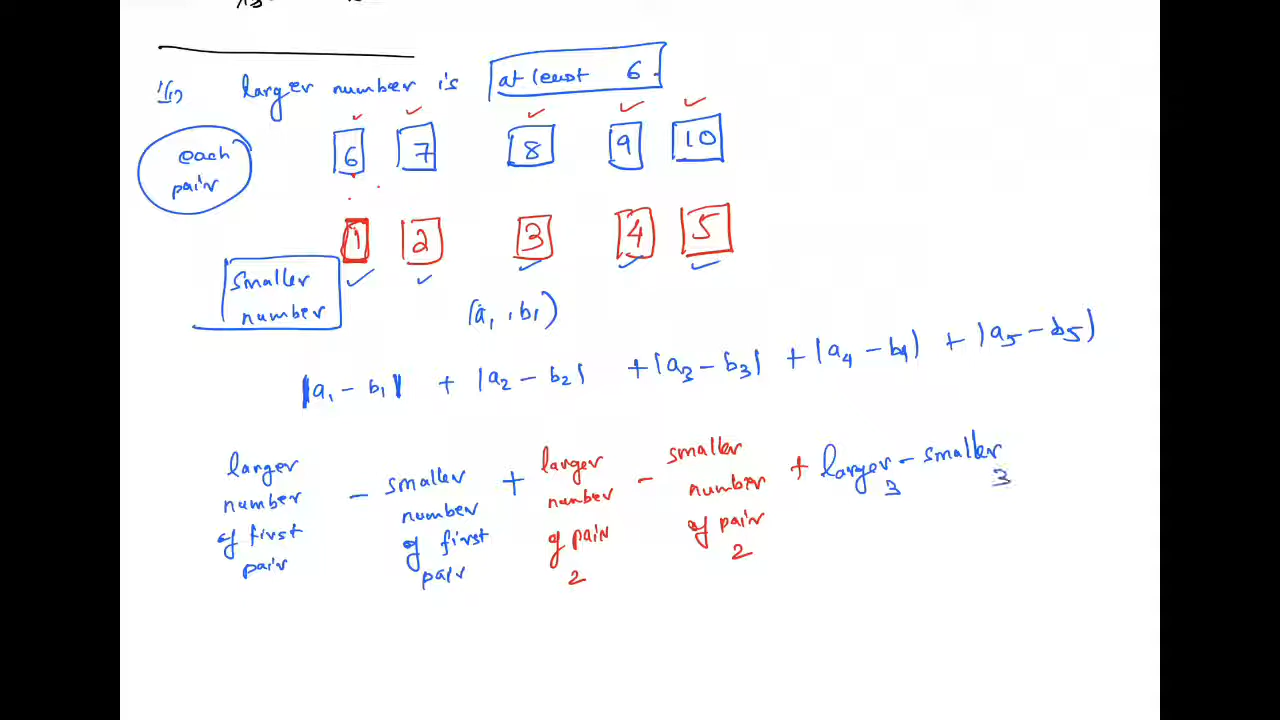 (ii) larger number is at least 6.
each pair
6 7 8 9 10
1 2 3 4 5
smaller number
(a₁, b₁)
|a₁ - b₁| + |a₂ - b₂| + |a₃ - b₃| + |a₄ - b₄| + |a₅ - b₅|
larger number of first pair - smaller number of first pair + larger number of pair 2 - smaller number of pair 2 + larger 3 - smaller 3